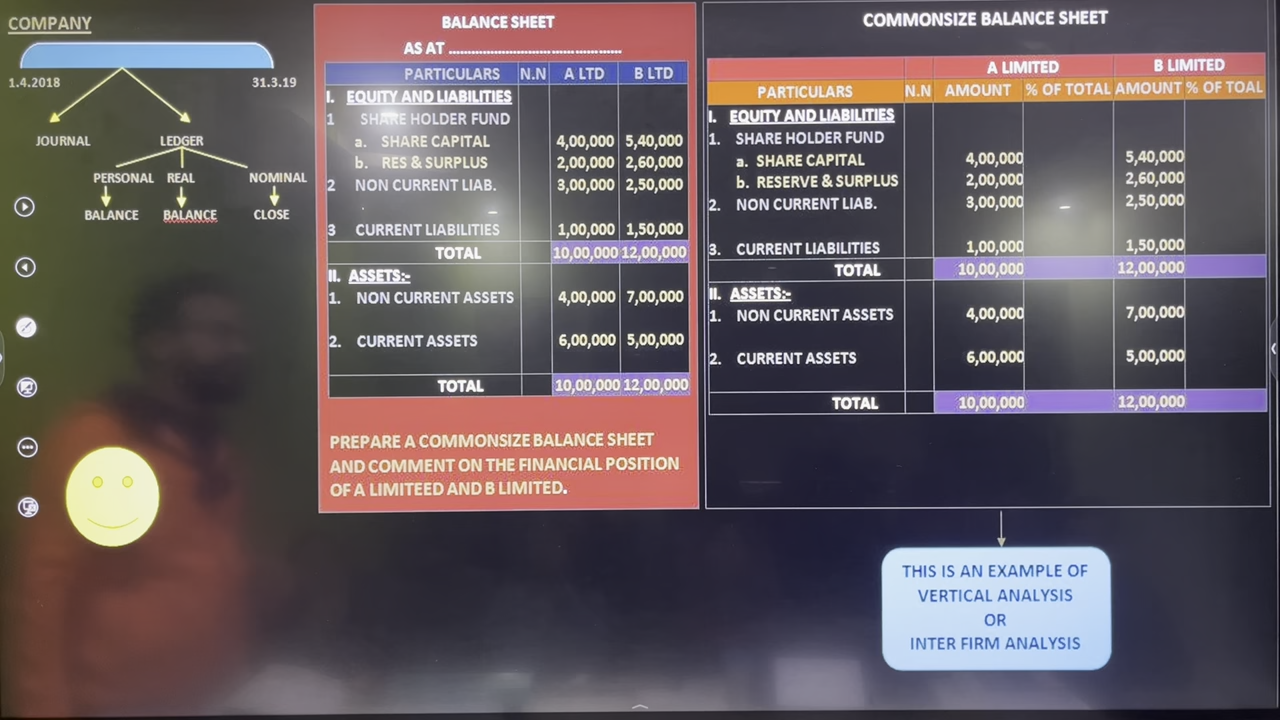 COMPANY
1.4.2018 31.3.19
JOURNAL LEDGER
PERSONAL REAL NOMINAL
BALANCE BALANCE CLOSE
BALANCE SHEET
AS AT ............................................
PARTICULARS N.N A LTD B LTD
I. EQUITY AND LIABILITIES
1 SHARE HOLDER FUND
a. SHARE CAPITAL 4,00,000 5,40,000
b. RES & SURPLUS 2,00,000 2,60,000
2 NON CURRENT LIAB. 3,00,000 2,50,000
3 CURRENT LIABILITIES 1,00,000 1,50,000
TOTAL 10,00,000 12,00,000
II. ASSETS:-
1. NON CURRENT ASSETS 4,00,000 7,00,000
2. CURRENT ASSETS 6,00,000 5,00,000
TOTAL 10,00,000 12,00,000
PREPARE A COMMONSIZE BALANCE SHEET
AND COMMENT ON THE FINANCIAL POSITION
OF A LIMITEED AND B LIMITED.
COMMONSIZE BALANCE SHEET
A LIMITED B LIMITED
PARTICULARS N.N AMOUNT % OF TOTAL AMOUNT % OF TOAL
I. EQUITY AND LIABILITIES
1. SHARE HOLDER FUND
a. SHARE CAPITAL 4,00,000 5,40,000
b. RESERVE & SURPLUS 2,00,000 2,60,000
2. NON CURRENT LIAB. 3,00,000 2,50,000
3. CURRENT LIABILITIES 1,00,000 1,50,000
TOTAL 10,00,000 12,00,000
II. ASSETS:-
1. NON CURRENT ASSETS 4,00,000 7,00,000
2. CURRENT ASSETS 6,00,000 5,00,000
TOTAL 10,00,000 12,00,000
THIS IS AN EXAMPLE OF
VERTICAL ANALYSIS
OR
INTER FIRM ANALYSIS